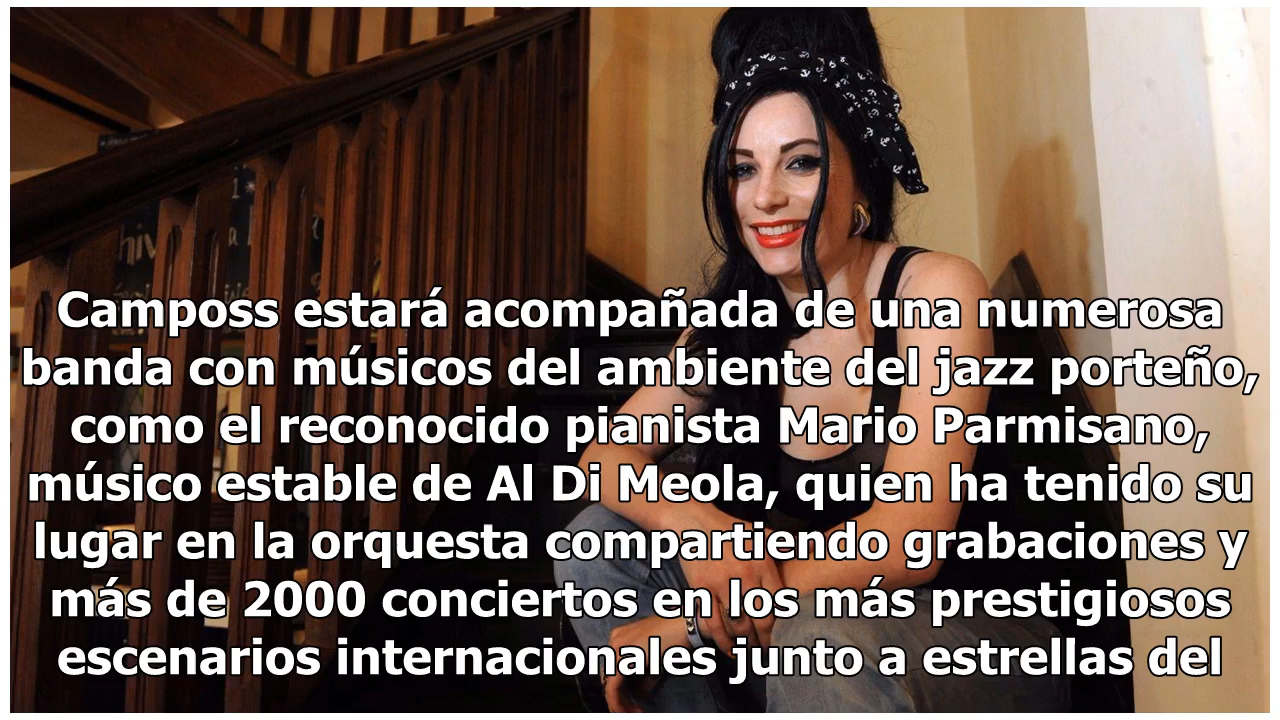 Camposs estará acompañada de una numerosa
banda con músicos del ambiente del jazz porteño,
como el reconocido pianista Mario Parmisano,
músico estable de Al Di Meola, quien ha tenido su
lugar en la orquesta compartiendo grabaciones y
más de 2000 conciertos en los más prestigiosos
escenarios internacionales junto a estrellas del